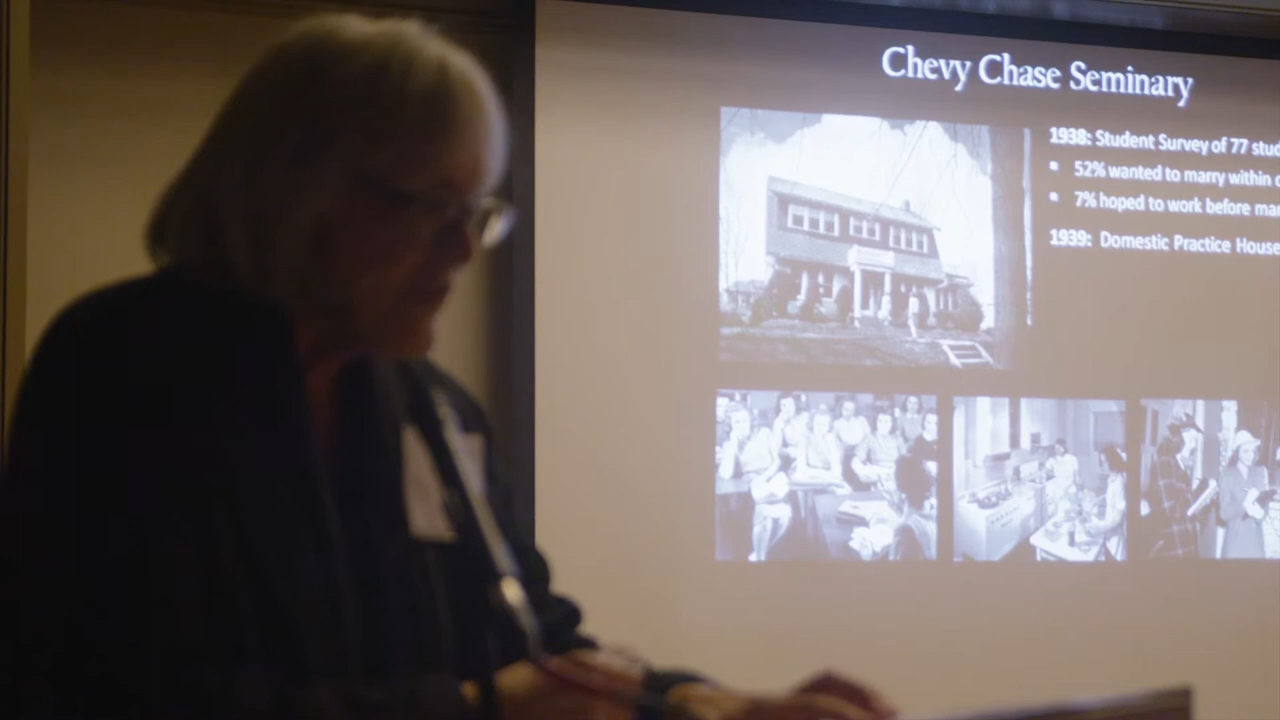 Chevy Chase Seminary
1938: Student Survey of 77
52% wanted to marry within
7% hoped to work before
1939: Domestic Practice House